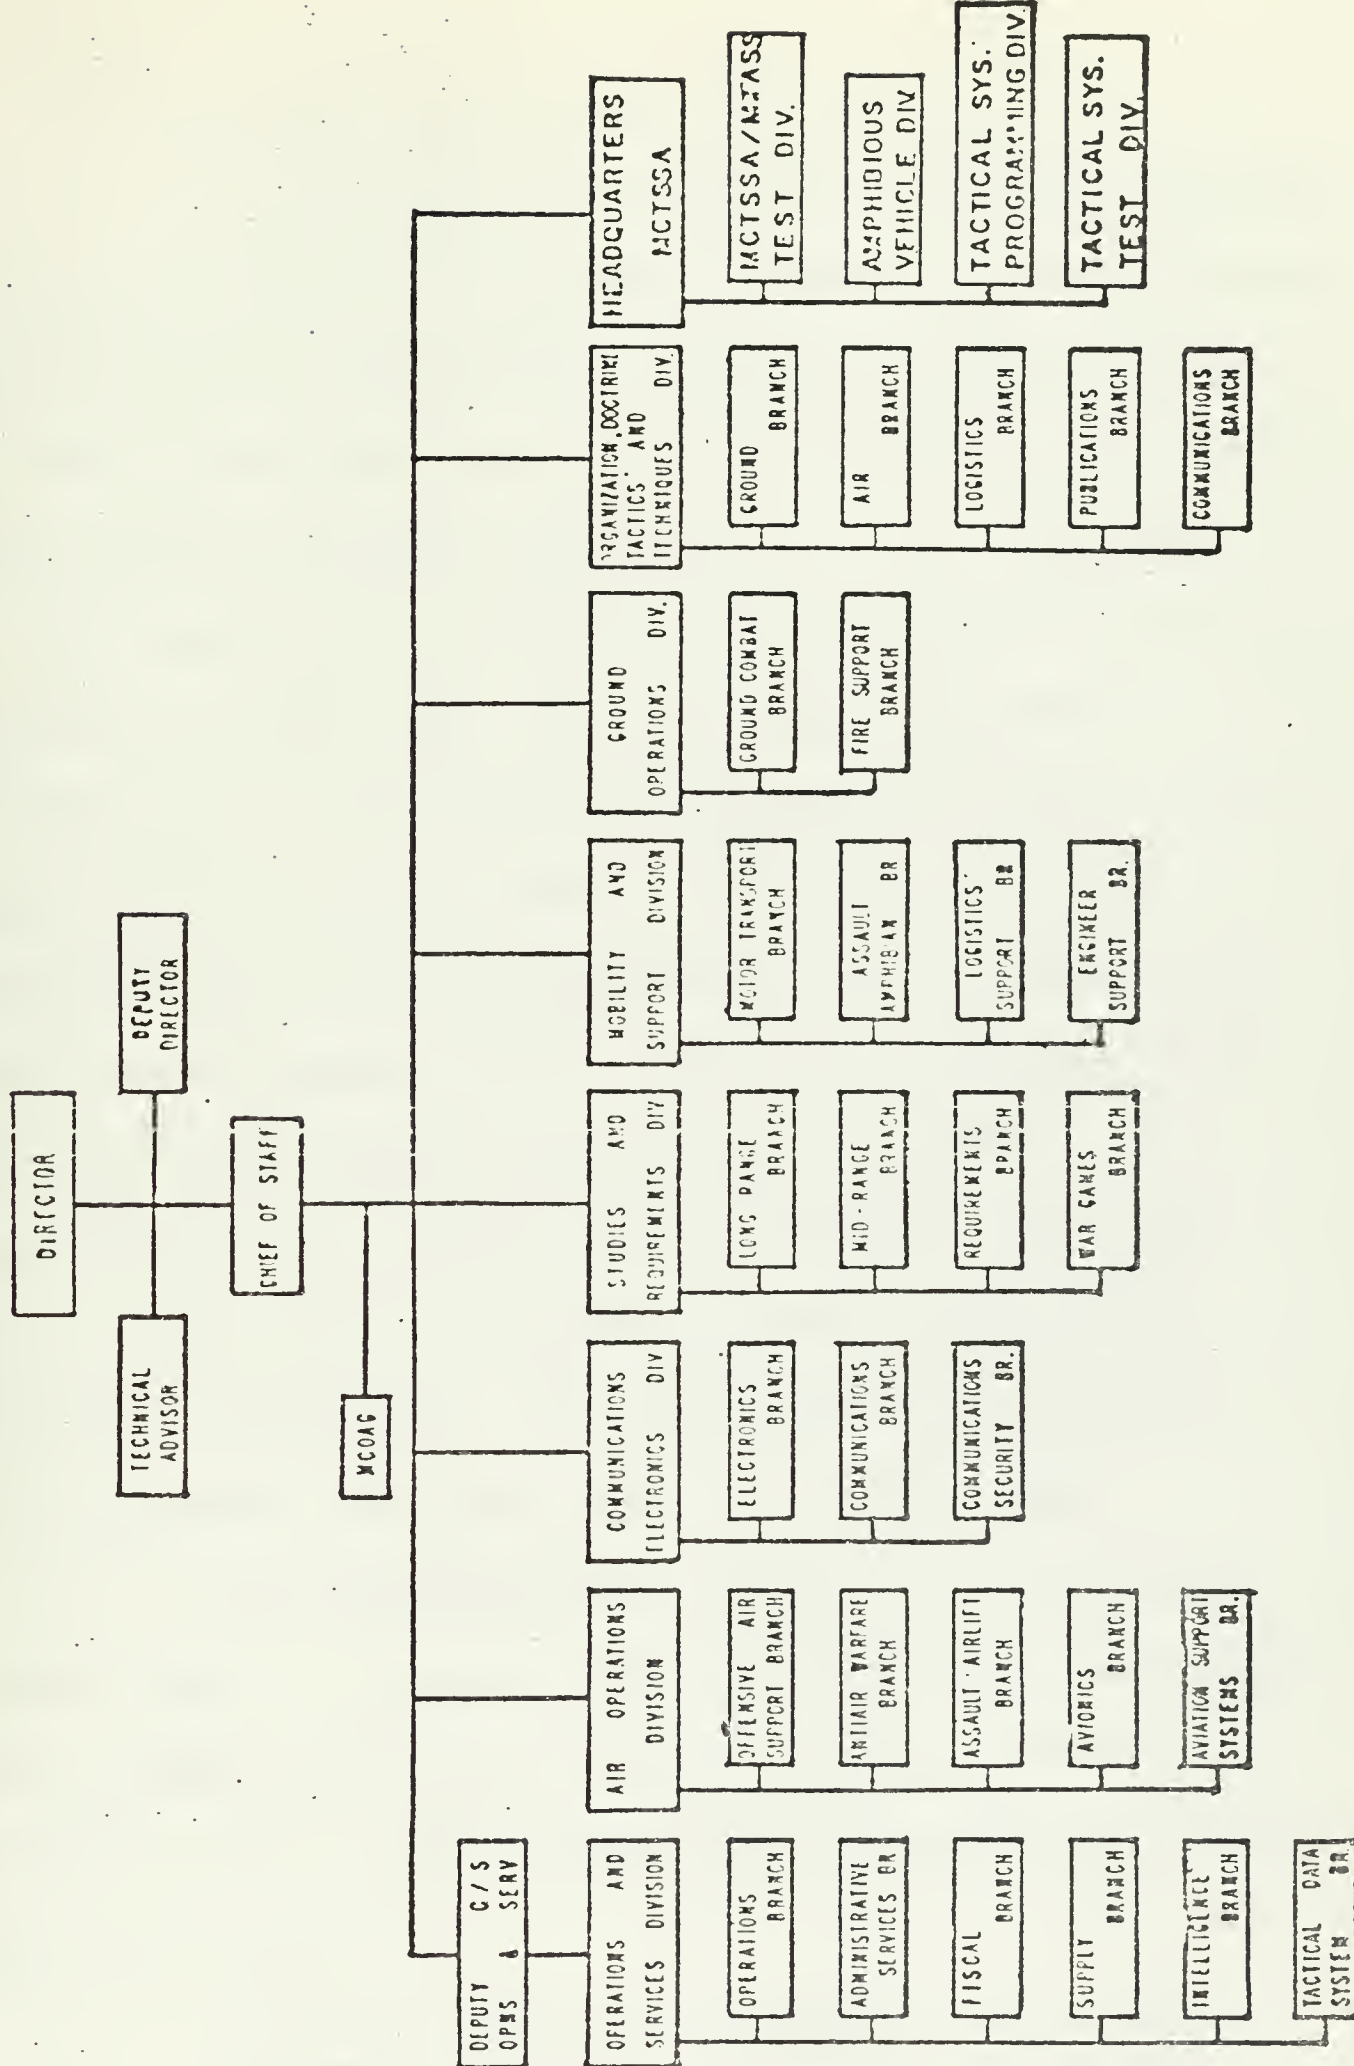 DIRECTOR
TECHNICAL
ADVISOR
DEPUTY
DIRECTOR
CHIEF OF STAFF
MCOAG
DEPUTY C/S
OPNS & SERV
OPERATIONS AND
SERVICES DIVISION
OPERATIONS
BRANCH
ADMINISTRATIVE
SERVICES BR
FISCAL
BRANCH
SUPPLY
BRANCH
INTELLIGENCE
BRANCH
TACTICAL DATA
SYSTEM BR.
AIR OPERATIONS
DIVISION
OFFENSIVE AIR
SUPPORT BRANCH
ANTIAIR WARFARE
BRANCH
ASSAULT AIRLIFT
BRANCH
AVIONICS
BRANCH
AVIATION SUPPORT
SYSTEMS BR.
COMMUNICATIONS
ELECTRONICS DIV
ELECTRONICS
BRANCH
COMMUNICATIONS
BRANCH
COMMUNICATIONS
SECURITY BR.
STUDIES AND
REQUIREMENTS DIV
LONG RANGE
BRANCH
MID-RANGE
BRANCH
REQUIREMENTS
BRANCH
WAR GAMES
BRANCH
MOBILITY AND
SUPPORT DIVISION
MOTOR TRANSPORT
BRANCH
ASSAULT
AMPHIBIAN BR
LOGISTICS
SUPPORT BR
ENGINEER
SUPPORT BR.
GROUND
OPERATIONS DIV.
GROUND COMBAT
BRANCH
FIRE SUPPORT
BRANCH
ORGANIZATION, DOCTRINE
TACTICS AND
TECHNIQUES DIV.
GROUND
BRANCH
AIR
BRANCH
LOGISTICS
BRANCH
PUBLICATIONS
BRANCH
COMMUNICATIONS
BRANCH
HEADQUARTERS
MCTSSA
MCTSSA/MTASS
TEST DIV.
AMPHIDIOUS
VEHICLE DIV
TACTICAL SYS.
PROGRAMMING DIV.
TACTICAL SYS.
TEST DIV.